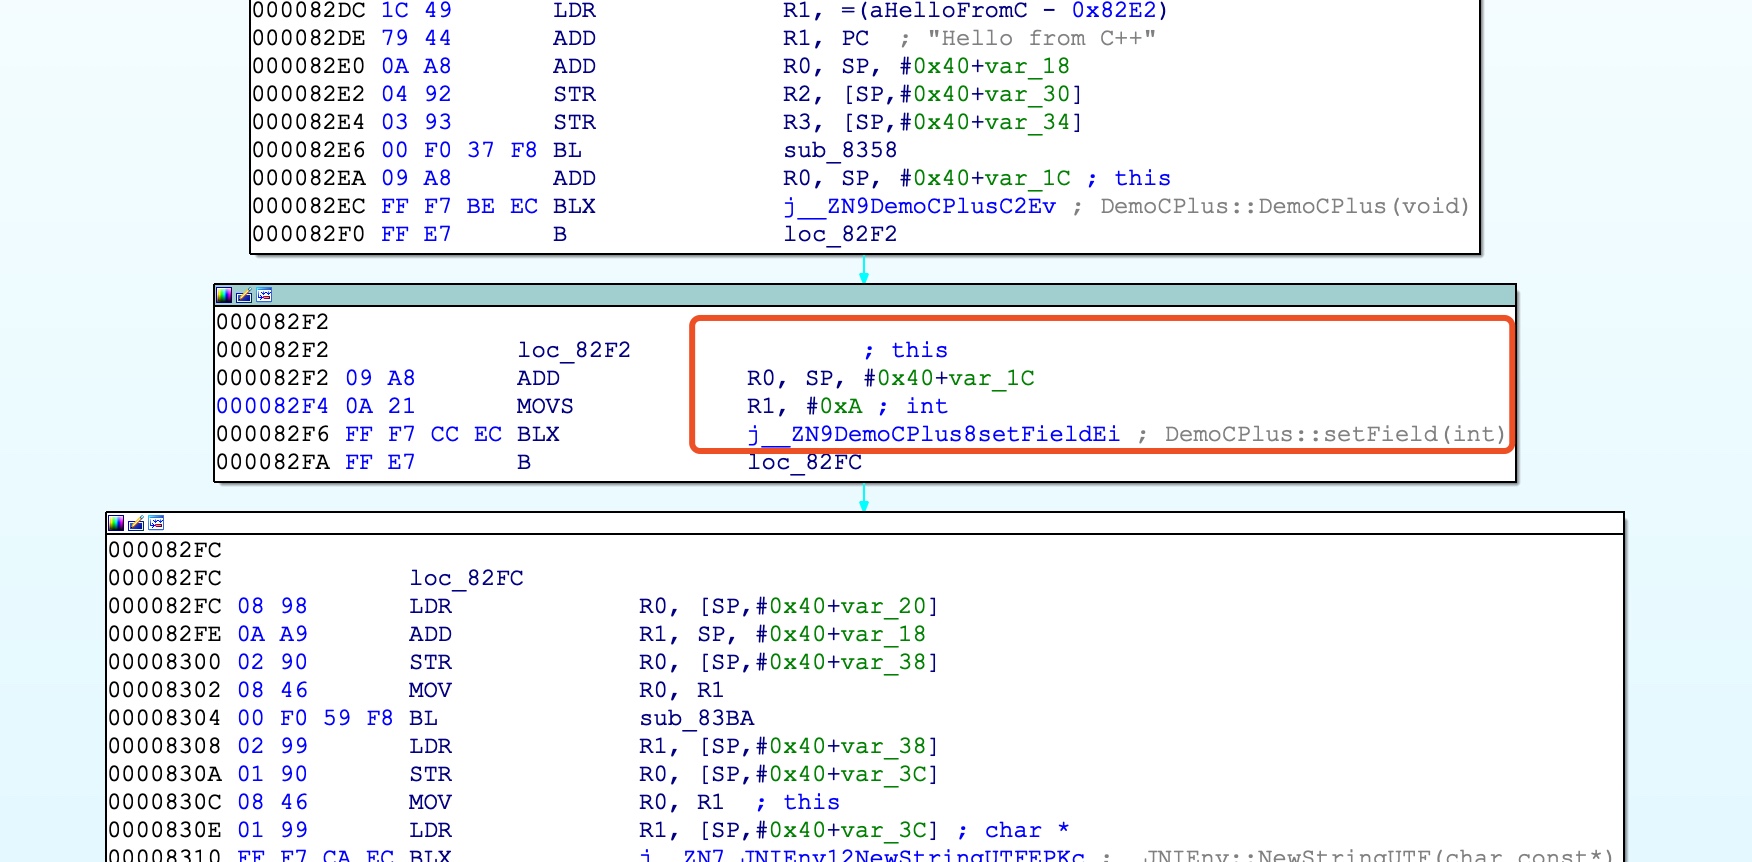 000082DC 1C 49 LDR R1, =(aHelloFromC - 0x82E2)
000082DE 79 44 ADD R1, PC ; "Hello from C++"
000082E0 0A A8 ADD R0, SP, #0x40+var_18
000082E2 04 92 STR R2, [SP,#0x40+var_30]
000082E4 03 93 STR R3, [SP,#0x40+var_34]
000082E6 00 F0 37 F8 BL sub_8358
000082EA 09 A8 ADD R0, SP, #0x40+var_1C ; this
000082EC FF F7 BE EC BLX j__ZN9DemoCPlusC2Ev ; DemoCPlus::DemoCPlus(void)
000082F0 FF E7 B loc_82F2
000082F2
000082F2 loc_82F2 ; this
000082F2 09 A8 ADD R0, SP, #0x40+var_1C
000082F4 0A 21 MOVS R1, #0xA ; int
000082F6 FF F7 CC EC BLX j__ZN9DemoCPlus8setFieldEi ; DemoCPlus::setField(int)
000082FA FF E7 B loc_82FC
000082FC
000082FC loc_82FC
000082FC 08 98 LDR R0, [SP,#0x40+var_20]
000082FE 0A A9 ADD R1, SP, #0x40+var_18
00008300 02 90 STR R0, [SP,#0x40+var_38]
00008302 08 46 MOV R0, R1
00008304 00 F0 59 F8 BL sub_83BA
00008308 02 99 LDR R1, [SP,#0x40+var_38]
0000830A 01 90 STR R0, [SP,#0x40+var_3C]
0000830C 08 46 MOV R0, R1 ; this
0000830E 01 99 LDR R1, [SP,#0x40+var_3C] ; char *
00008310 FF F7 CA EC BLX j__ZN7_JNIEnv12NewStringUTFEPKc ; _JNIEnv::NewStringUTF(char const*)